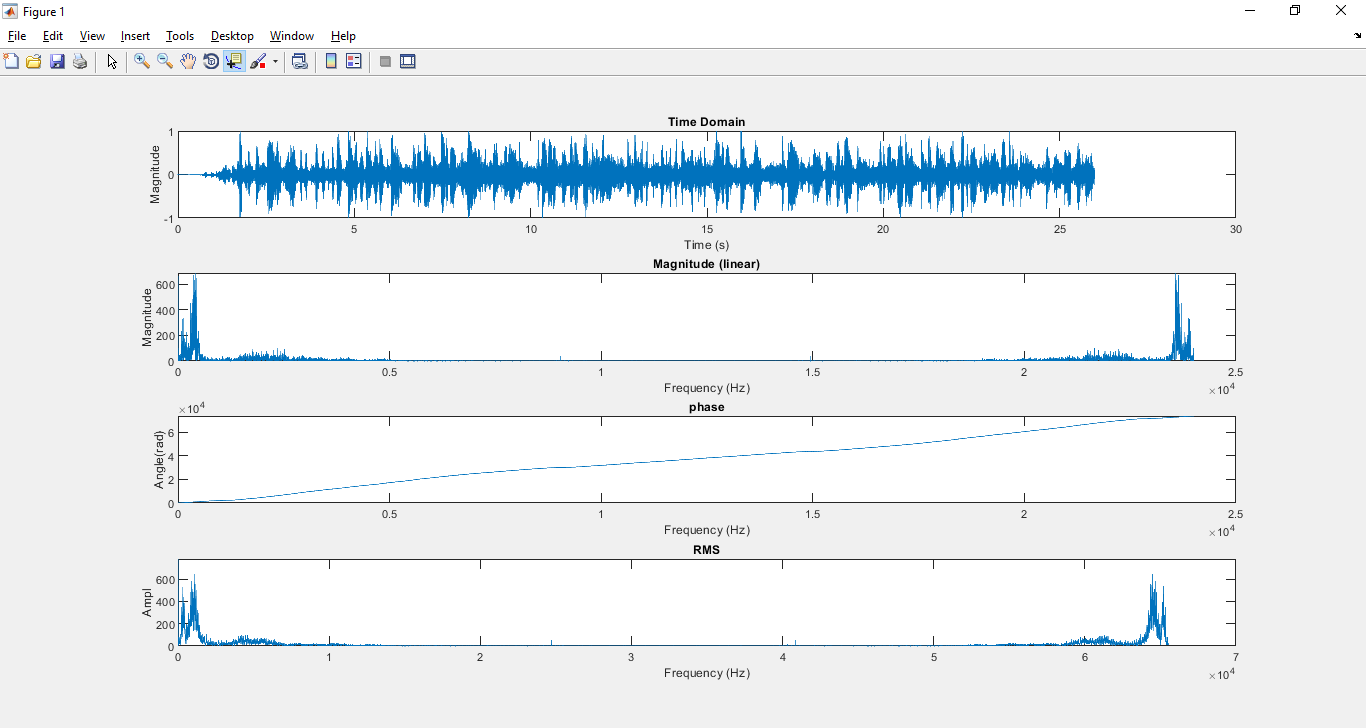 Figure 1
File Edit View Insert Tools Desktop Window Help
Time Domain
Magnitude
1
0
-1
0 5 10 15 20 25 30
Time (s)
Magnitude (linear)
Magnitude
600
400
200
0
0 0.5 1 1.5 2 2.5
Frequency (Hz)
×10^4
phase
×10^4
Angle(rad)
6
4
2
0
0 0.5 1 1.5 2 2.5
Frequency (Hz)
×10^4
RMS
Ampl
600
400
200
0
0 1 2 3 4 5 6 7
Frequency (Hz)
×10^4